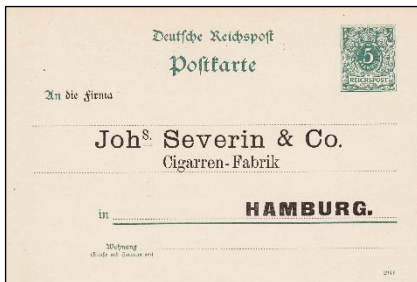 Deutsche Reichspost
Postkarte
5
REICHSPOST
An die Firma
Joh.s Severin & Co.
Cigarren-Fabrik
in HAMBURG.
Wohnung